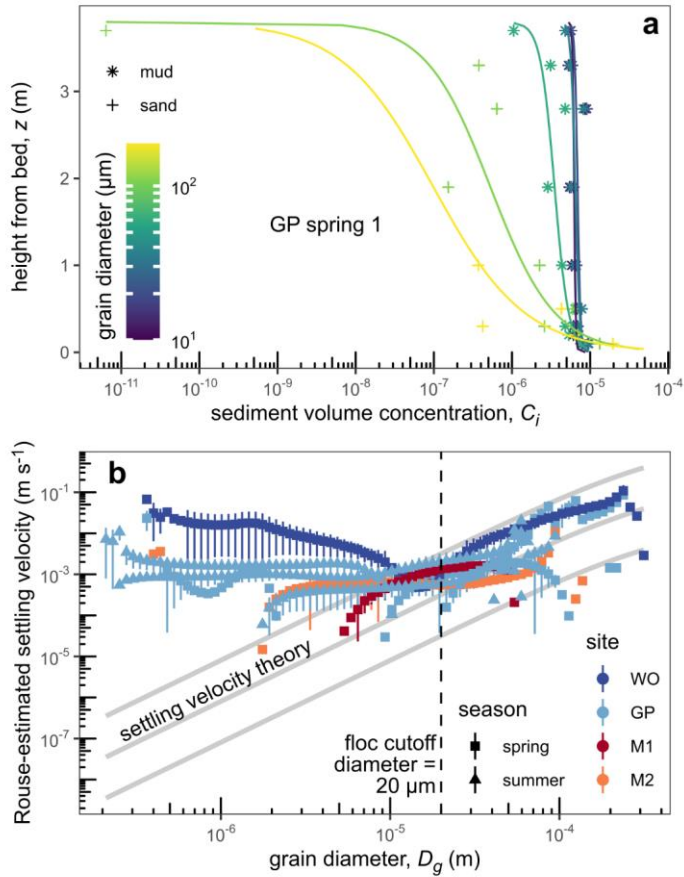 a
height from bed, z (m)
3
2
1
0
mud
sand
grain diameter (μm)
10²
10¹
GP spring 1
10⁻¹¹ 10⁻¹⁰ 10⁻⁹ 10⁻⁸ 10⁻⁷ 10⁻⁶ 10⁻⁵ 10⁻⁴
sediment volume concentration, Cᵢ
b
Rouse-estimated settling velocity (m s⁻¹)
10⁻¹
10⁻³
10⁻⁵
10⁻⁷
settling velocity theory
floc cutoff
diameter =
20 μm
season
spring
summer
site
WO
GP
M1
M2
10⁻⁶ 10⁻⁵ 10⁻⁴
grain diameter, D_g (m)